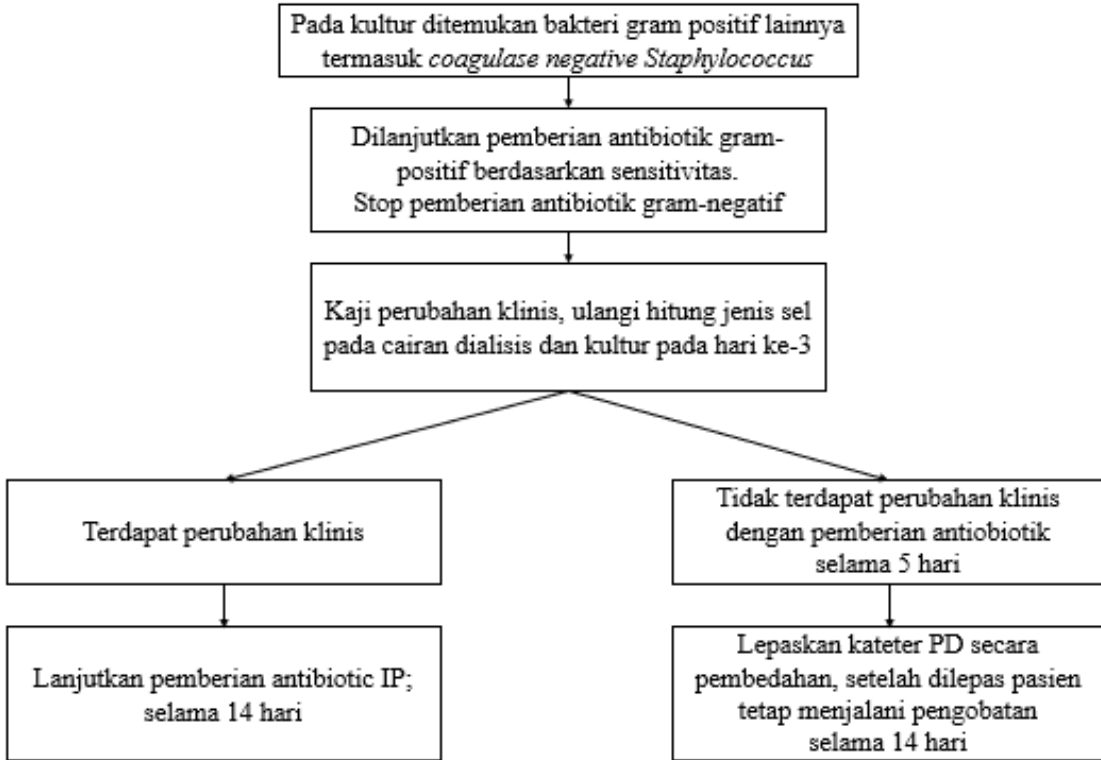 Pada kultur ditemukan bakteri gram positif lainnya
termasuk coagulase negative Staphylococcus
Dilanjutkan pemberian antibiotik gram-
positif berdasarkan sensitivitas.
Stop pemberian antibiotik gram-negatif
Kaji perubahan klinis, ulangi hitung jenis sel
pada cairan dialisis dan kultur pada hari ke-3
Terdapat perubahan klinis
Lanjutkan pemberian antibiotic IP;
selama 14 hari
Tidak terdapat perubahan klinis
dengan pemberian antiobiotik
selama 5 hari
Lepaskan kateter PD secara
pembedahan, setelah dilepas pasien
tetap menjalani pengobatan
selama 14 hari